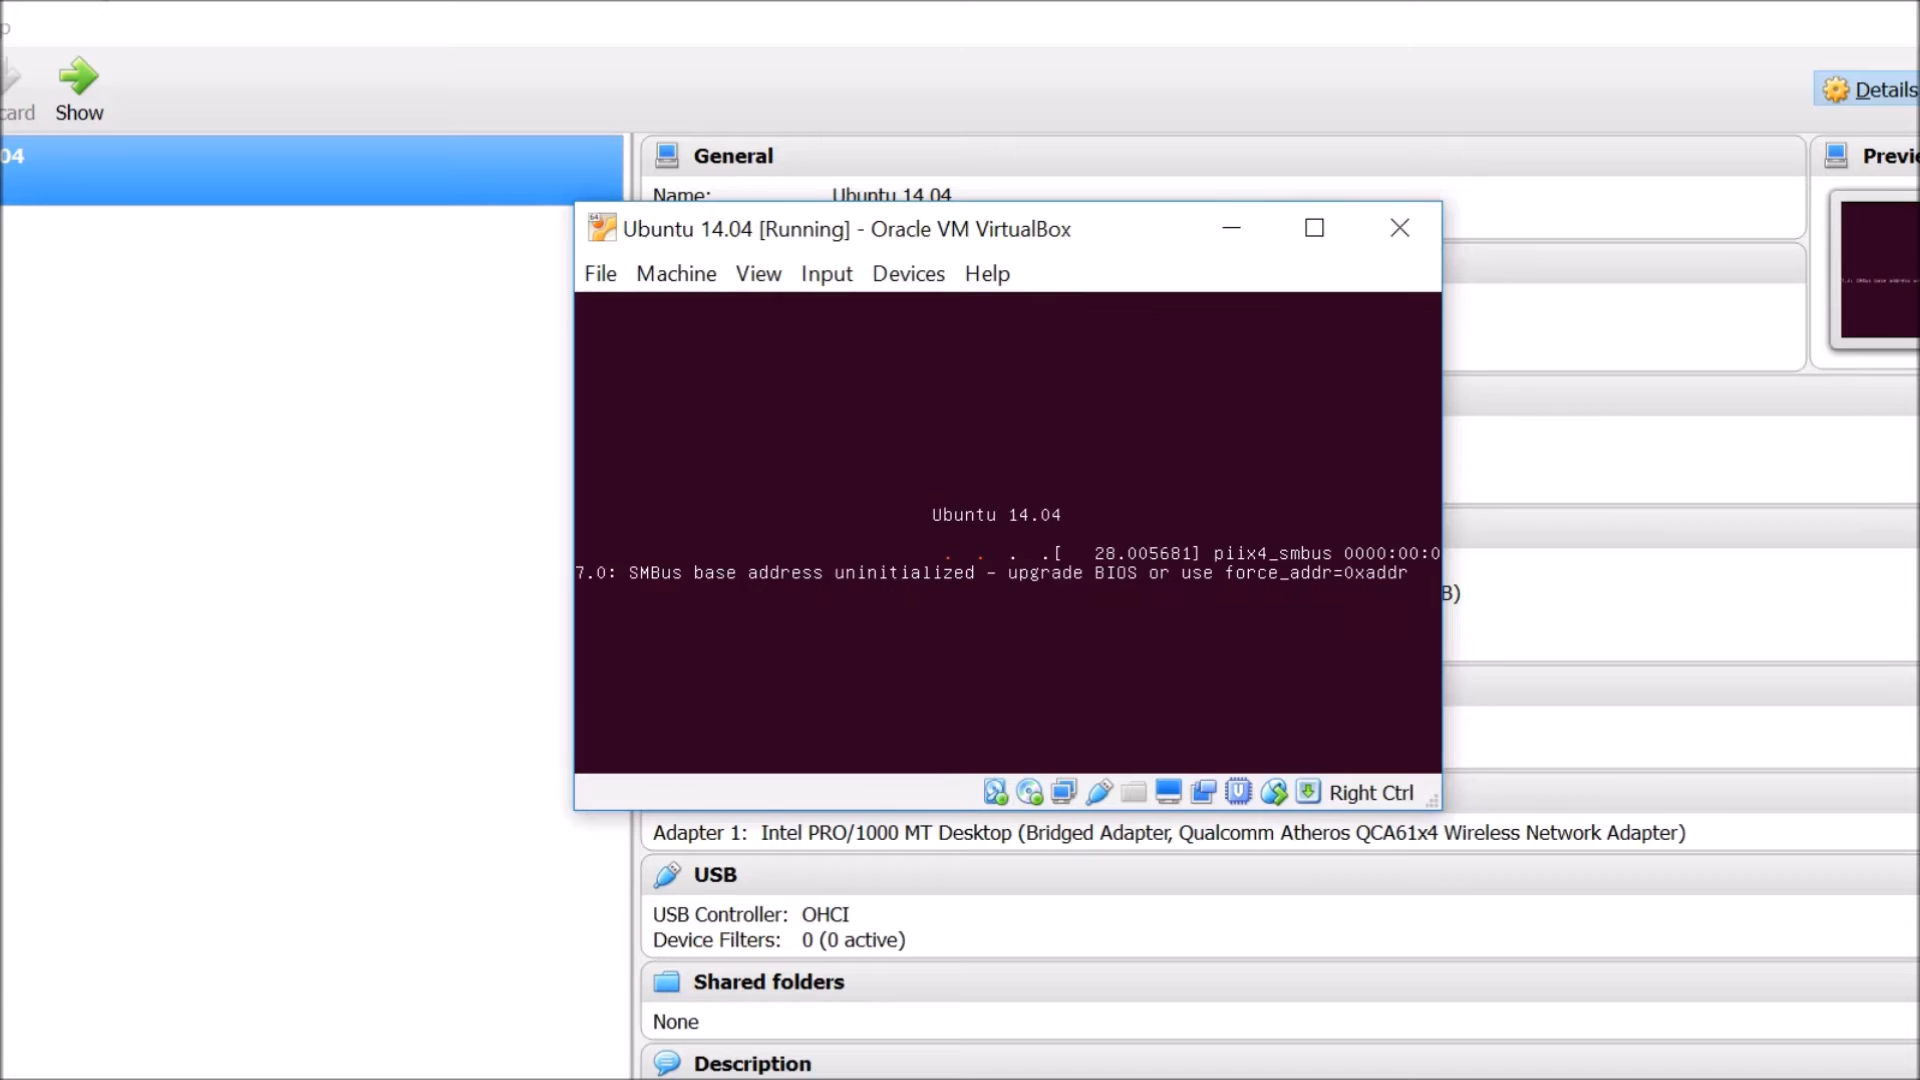 p
card
Show
Details
04
General
Previe
Name: Ubuntu 14.04
Ubuntu 14.04 [Running] - Oracle VM VirtualBox
File Machine View Input Devices Help
Ubuntu 14.04
. . . .[ 28.005681] piix4_smbus 0000:00:0
7.0: SMBus base address uninitialized - upgrade BIOS or use force_addr=0xaddr
B)
Right Ctrl
Adapter 1: Intel PRO/1000 MT Desktop (Bridged Adapter, Qualcomm Atheros QCA61x4 Wireless Network Adapter)
USB
USB Controller: OHCI
Device Filters: 0 (0 active)
Shared folders
None
Description